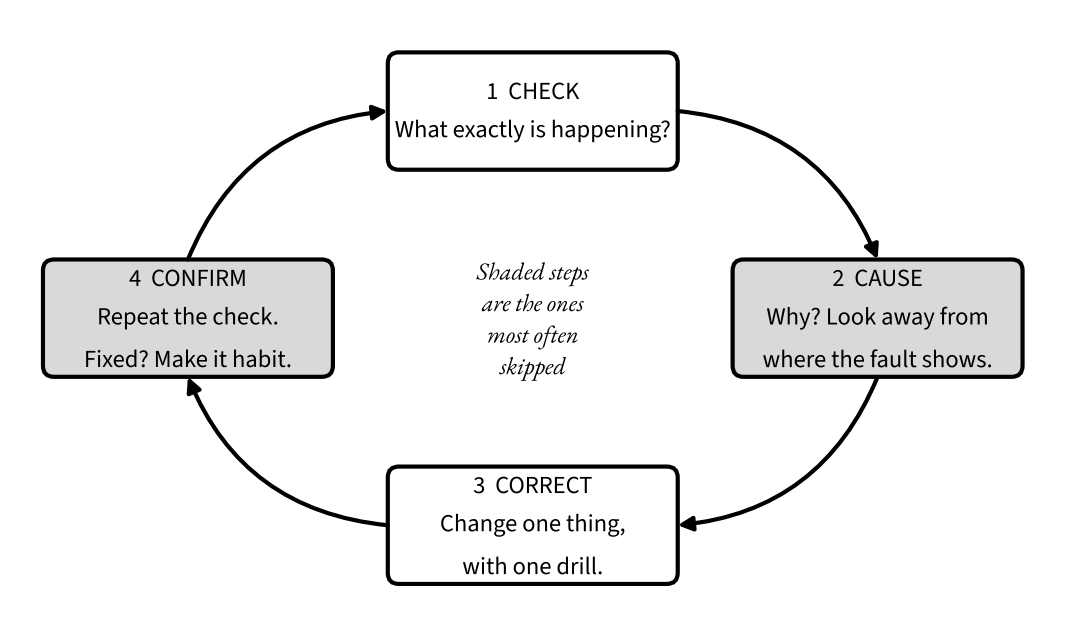 1 CHECK
What exactly is happening?
2 CAUSE
Why? Look away from
where the fault shows.
3 CORRECT
Change one thing,
with one drill.
4 CONFIRM
Repeat the check.
Fixed? Make it habit.
Shaded steps
are the ones
most often
skipped